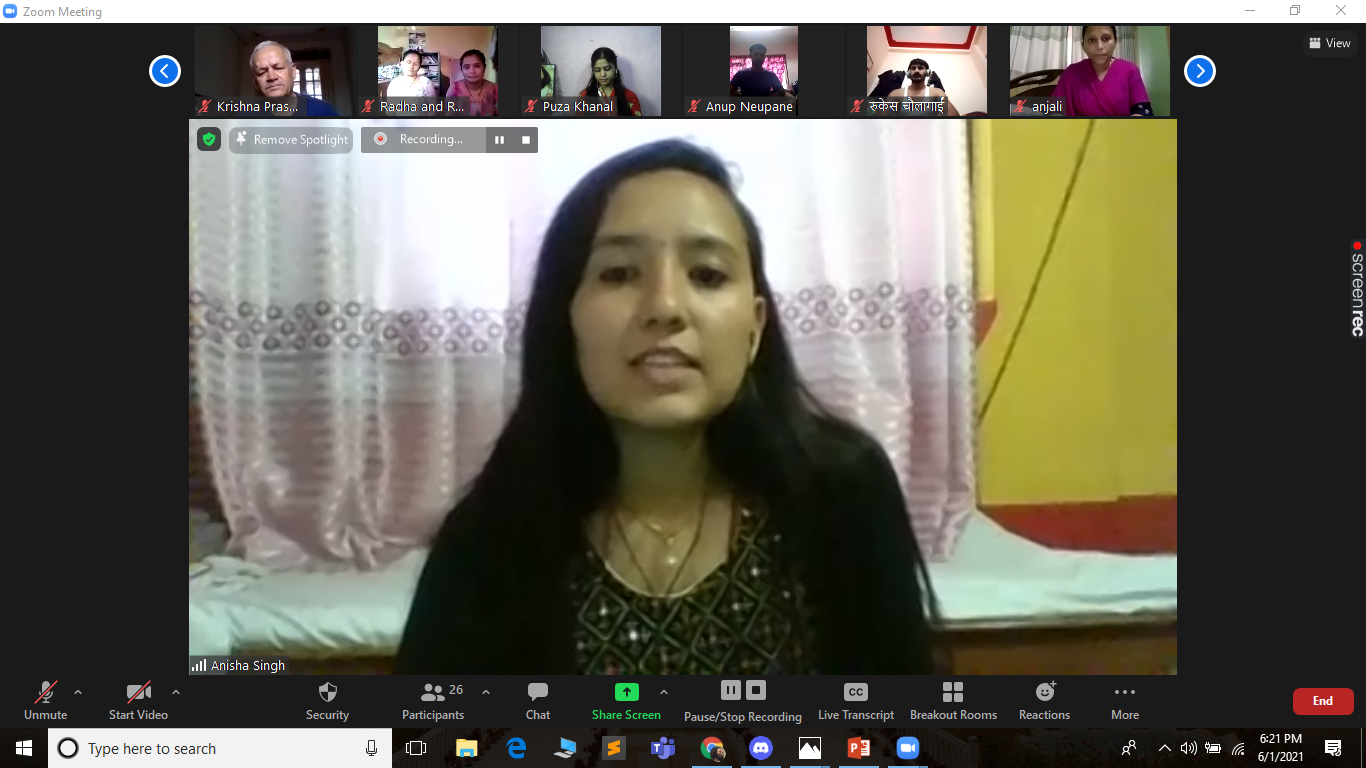 Zoom Meeting
View
Krishna Pras...
Radha and R...
Puza Khanal
Anup Neupane
रुकेस चौलागाई
anjali
Remove Spotlight
Recording...
screenrec
Anisha Singh
Unmute
Start Video
Security
26
Participants
Chat
Share Screen
Pause/Stop Recording
CC
Live Transcript
Breakout Rooms
Reactions
More
End
Type here to search
6:21 PM
6/1/2021